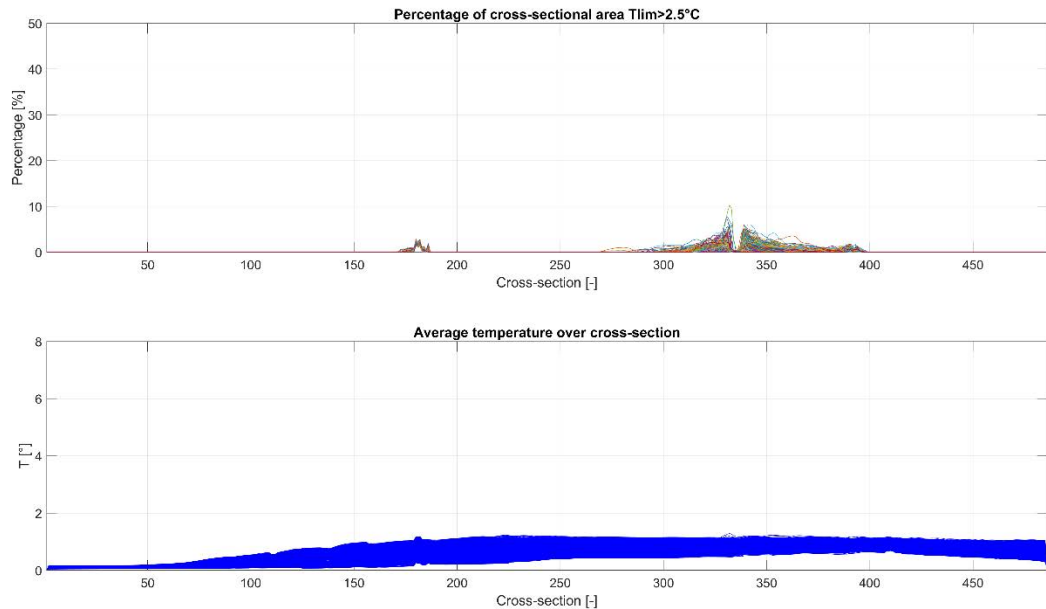 Percentage of cross-sectional area Tlim>2.5°C
50
40
30
20
10
0
Percentage [%]
50 100 150 200 250 300 350 400 450
Cross-section [-]
Average temperature over cross-section
8
6
4
2
0
T [°]
50 100 150 200 250 300 350 400 450
Cross-section [-]